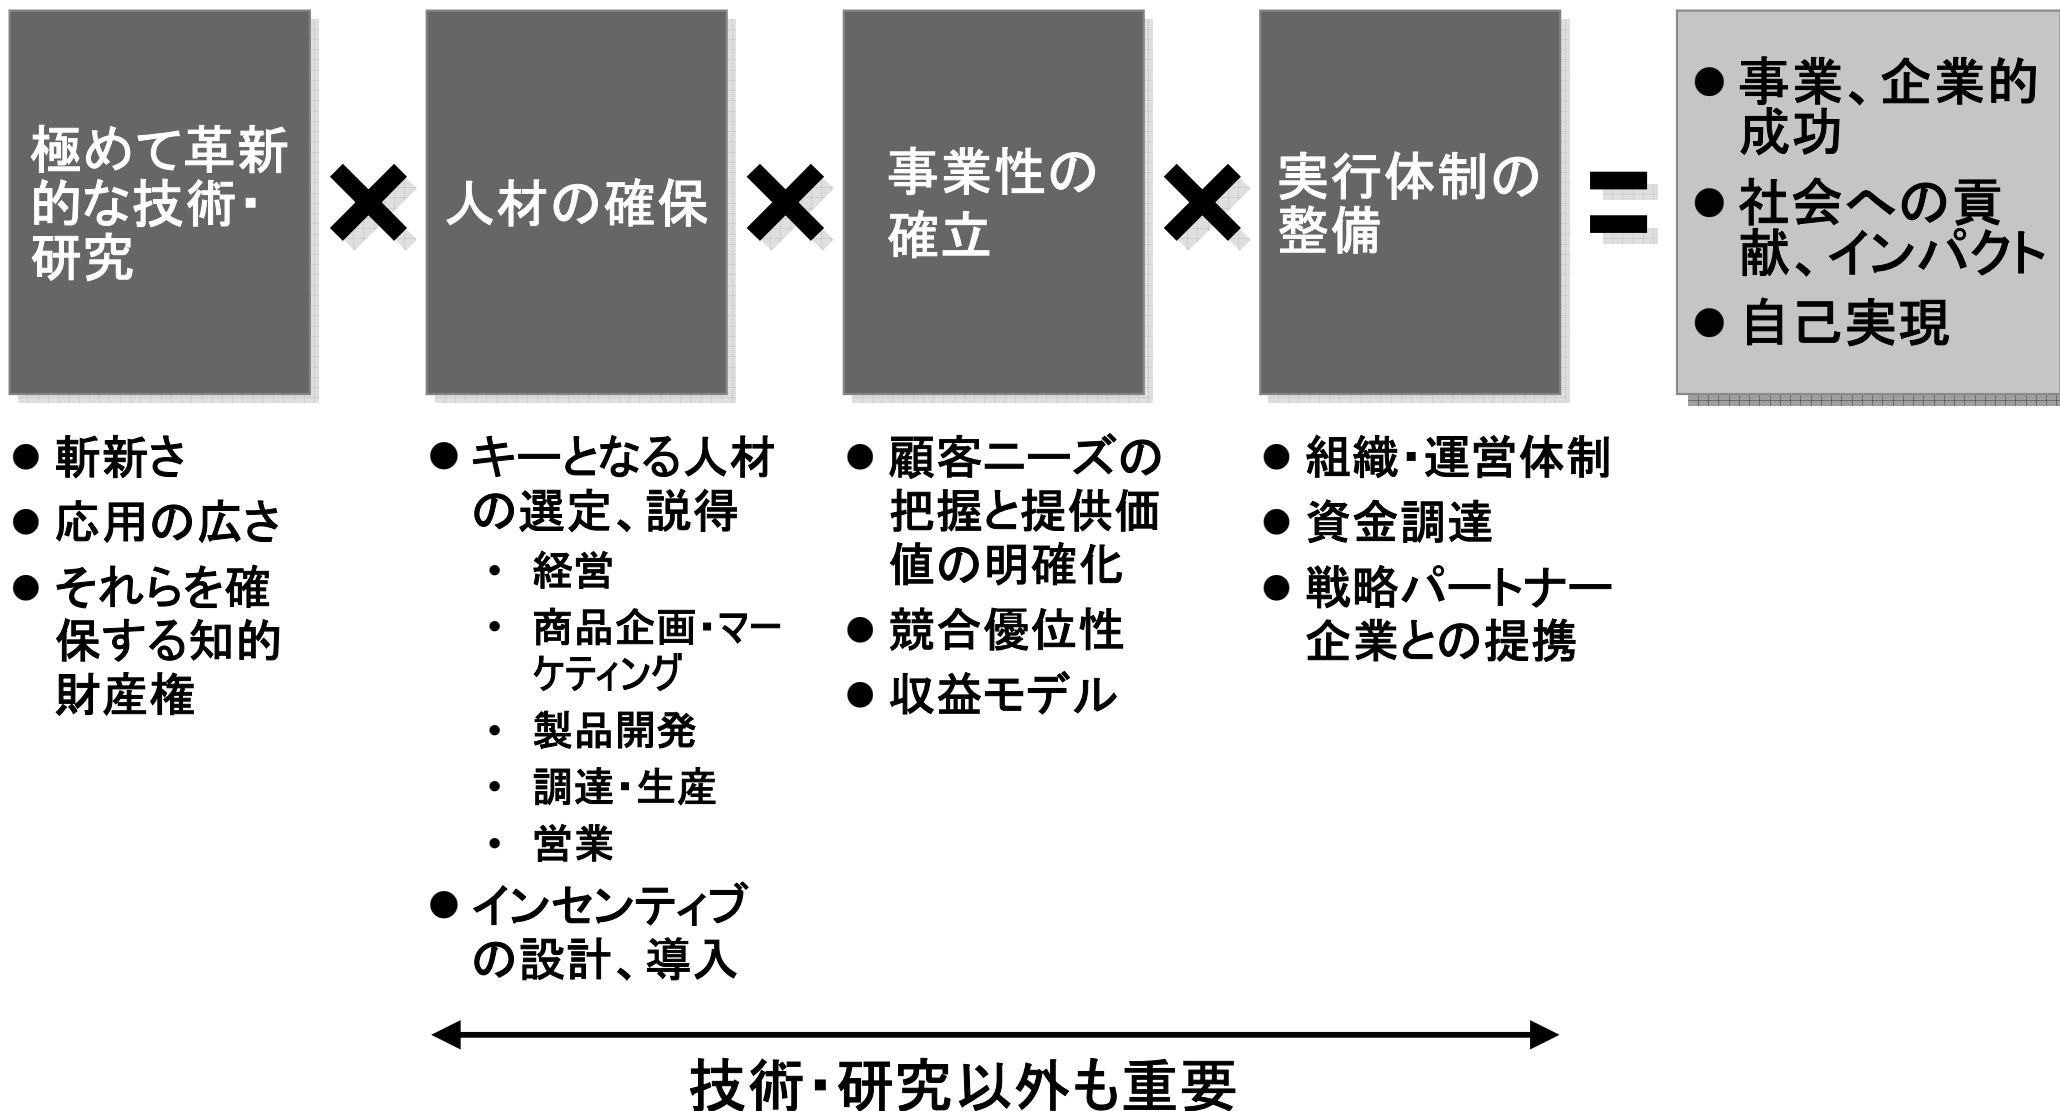 極めて革新
的な技術・
研究
×
人材の確保
×
事業性の
確立
×
実行体制の
整備
=
● 事業、企業的
成功
● 社会への貢
献、インパクト
● 自己実現
● 斬新さ
● 応用の広さ
● それらを確
保する知的
財産権
● キーとなる人材
の選定、説得
• 経営
• 商品企画・マー
ケティング
• 製品開発
• 調達・生産
• 営業
● インセンティブ
の設計、導入
● 顧客ニーズの
把握と提供価
値の明確化
● 競合優位性
● 収益モデル
● 組織・運営体制
● 資金調達
● 戦略パートナー
企業との提携
技術・研究以外も重要